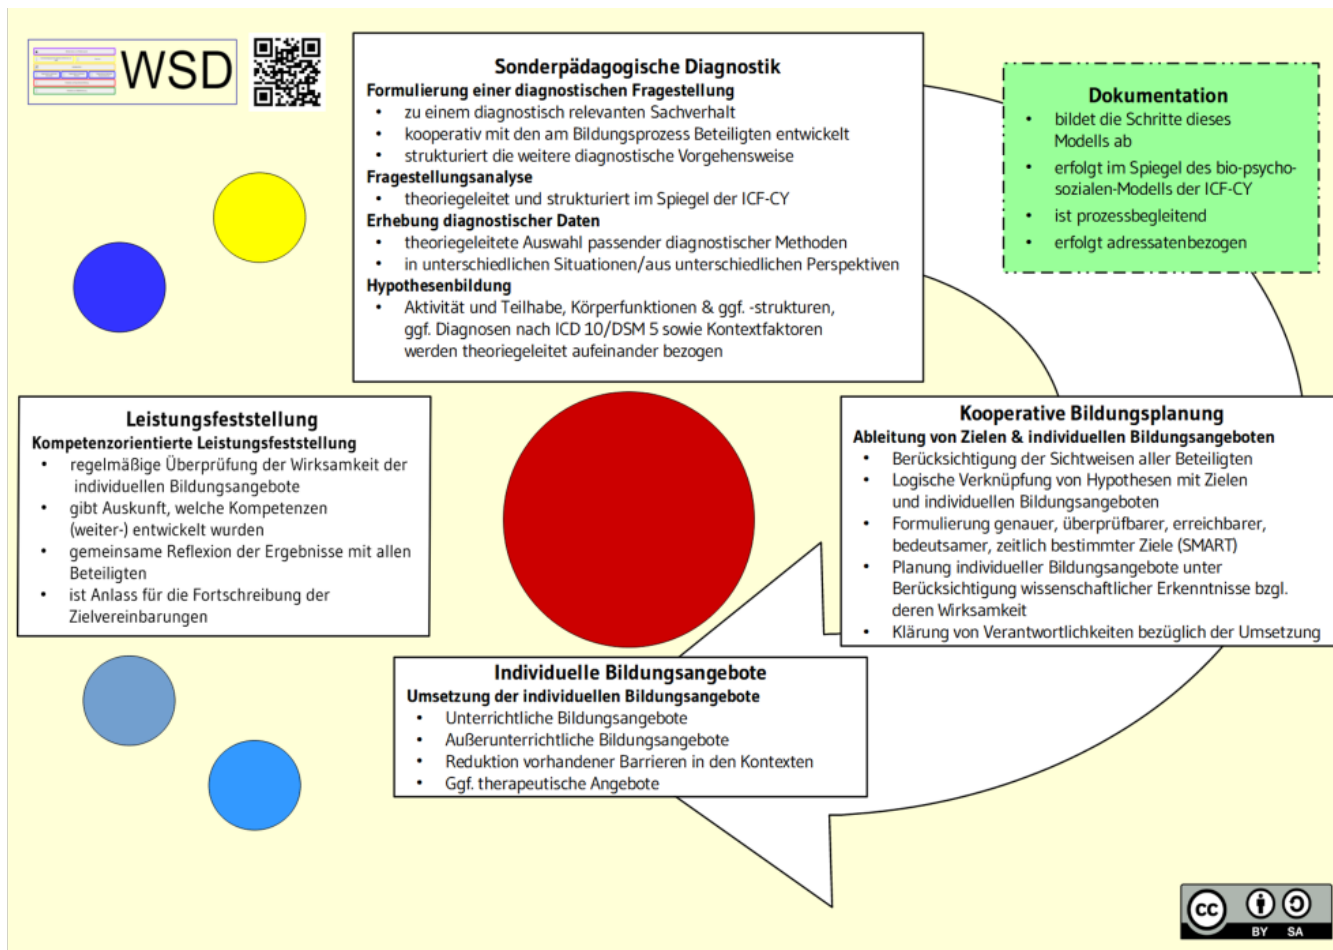 WSD
Sonderpädagogische Diagnostik
Formulierung einer diagnostischen Fragestellung
• zu einem diagnostisch relevanten Sachverhalt
• kooperativ mit den am Bildungsprozess Beteiligten entwickelt
• strukturiert die weitere diagnostische Vorgehensweise
Fragestellungsanalyse
• theoriegeleitet und strukturiert im Spiegel der ICF-CY
Erhebung diagnostischer Daten
• theoriegeleitete Auswahl passender diagnostischer Methoden
• in unterschiedlichen Situationen/aus unterschiedlichen Perspektiven
Hypothesenbildung
• Aktivität und Teilhabe, Körperfunktionen & ggf. -strukturen,
ggf. Diagnosen nach ICD 10/DSM 5 sowie Kontextfaktoren
werden theoriegeleitet aufeinander bezogen
Dokumentation
• bildet die Schritte dieses
Modells ab
• erfolgt im Spiegel des bio-psycho-
sozialen-Modells der ICF-CY
• ist prozessbegleitend
• erfolgt adressatenbezogen
Leistungsfeststellung
Kompetenzorientierte Leistungsfeststellung
• regelmäßige Überprüfung der Wirksamkeit der
individuellen Bildungsangebote
• gibt Auskunft, welche Kompetenzen
(weiter-) entwickelt wurden
• gemeinsame Reflexion der Ergebnisse mit allen
Beteiligten
• ist Anlass für die Fortschreibung der
Zielvereinbarungen
Kooperative Bildungsplanung
Ableitung von Zielen & individuellen Bildungsangeboten
• Berücksichtigung der Sichtweisen aller Beteiligten
• Logische Verknüpfung von Hypothesen mit Zielen
und individuellen Bildungsangeboten
• Formulierung genauer, überprüfbarer, erreichbarer,
bedeutsamer, zeitlich bestimmter Ziele (SMART)
• Planung individueller Bildungsangebote unter
Berücksichtigung wissenschaftlicher Erkenntnisse bzgl.
deren Wirksamkeit
• Klärung von Verantwortlichkeiten bezüglich der Umsetzung
Individuelle Bildungsangebote
Umsetzung der individuellen Bildungsangebote
• Unterrichtliche Bildungsangebote
• Außerunterrichtliche Bildungsangebote
• Reduktion vorhandener Barrieren in den Kontexten
• Ggf. therapeutische Angebote
cc
BY SA